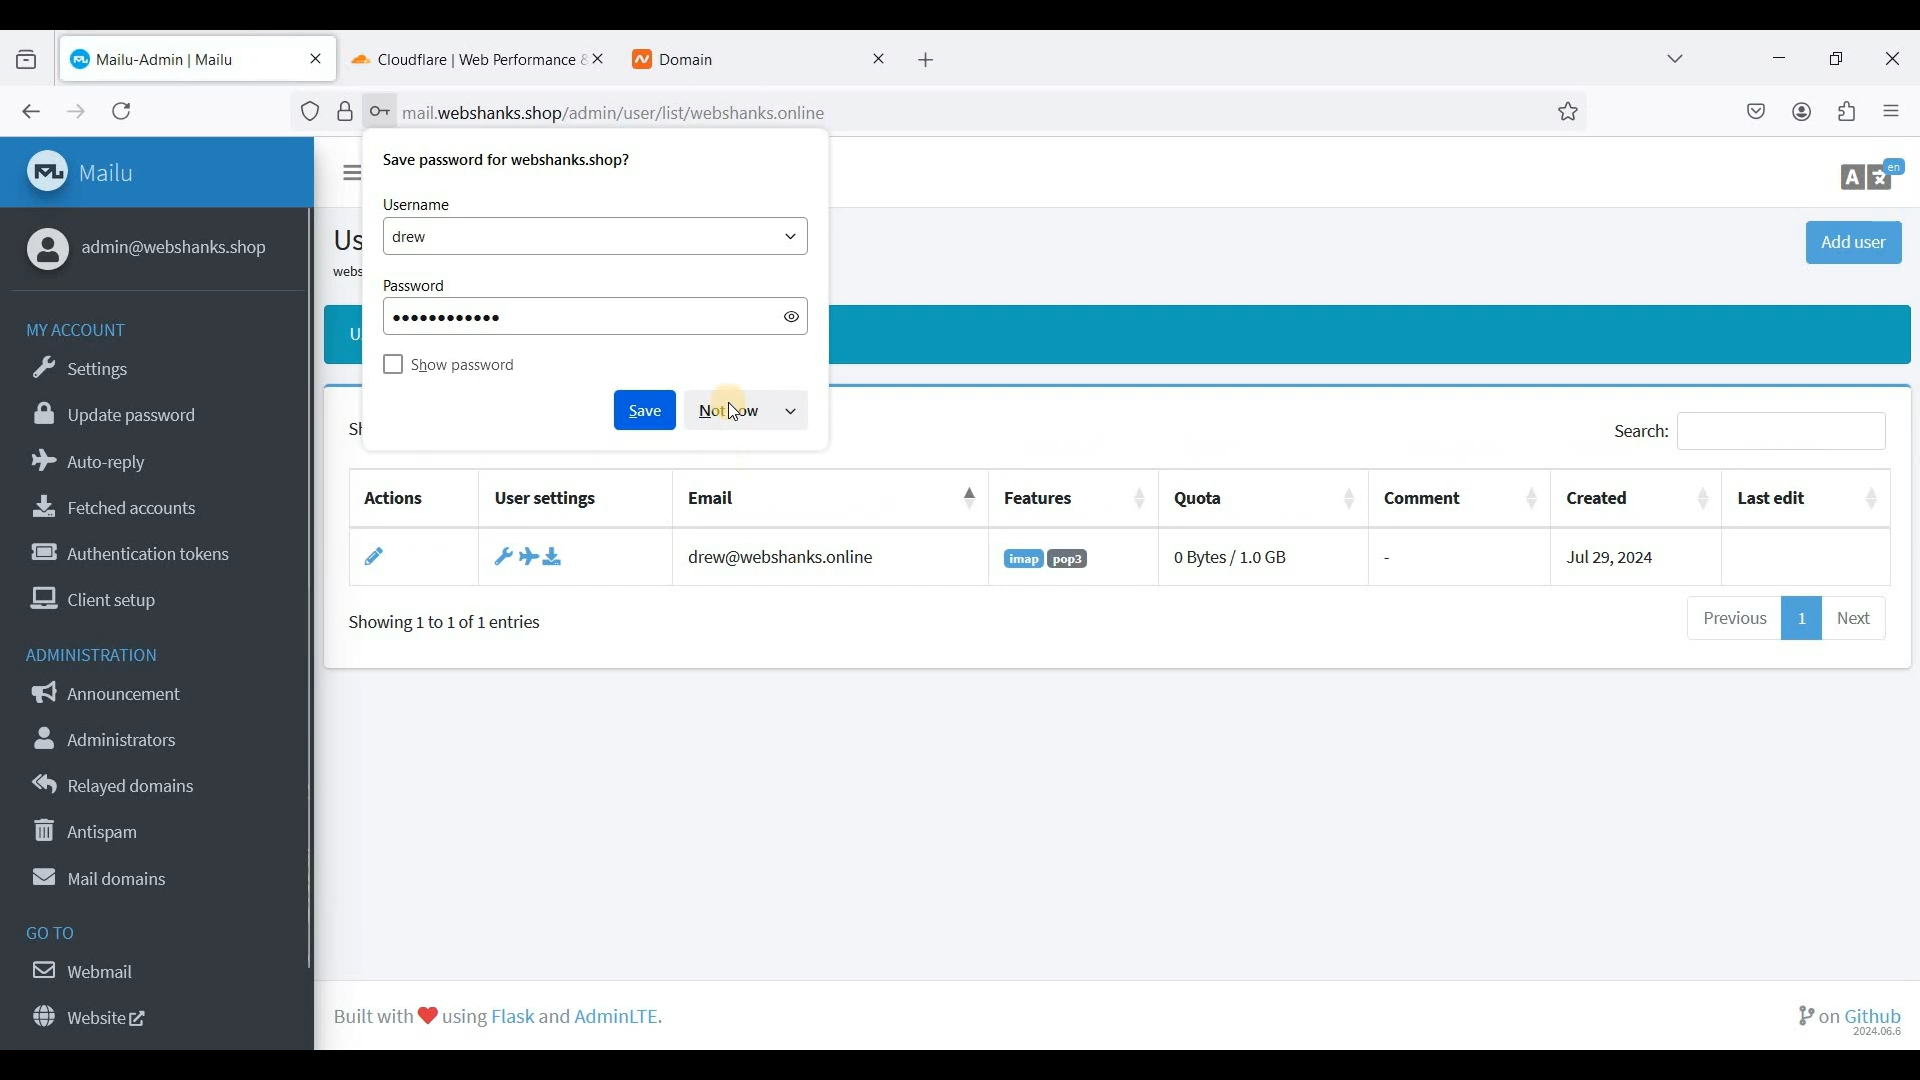 Mailu-Admin | Mailu
Cloudflare | Web Performance &
Domain
mail.webshanks.shop/admin/user/list/webshanks.online
Mailu
admin@webshanks.shop
MY ACCOUNT
Settings
Update password
Auto-reply
Fetched accounts
Authentication tokens
Client setup
ADMINISTRATION
Announcement
Administrators
Relayed domains
Antispam
Mail domains
GO TO
Webmail
Website
Save password for webshanks.shop?
Username
drew
Password
Show password
Save
A
en
Add user
Search:
Actions User settings Email Features Quota Comment Created Last edit
drew@webshanks.online imap pop3 0 Bytes / 1.0 GB - Jul 29, 2024
Showing 1 to 1 of 1 entries
Previous 1 Next
Built with using Flask and AdminLTE.
on Github
2024.06.6